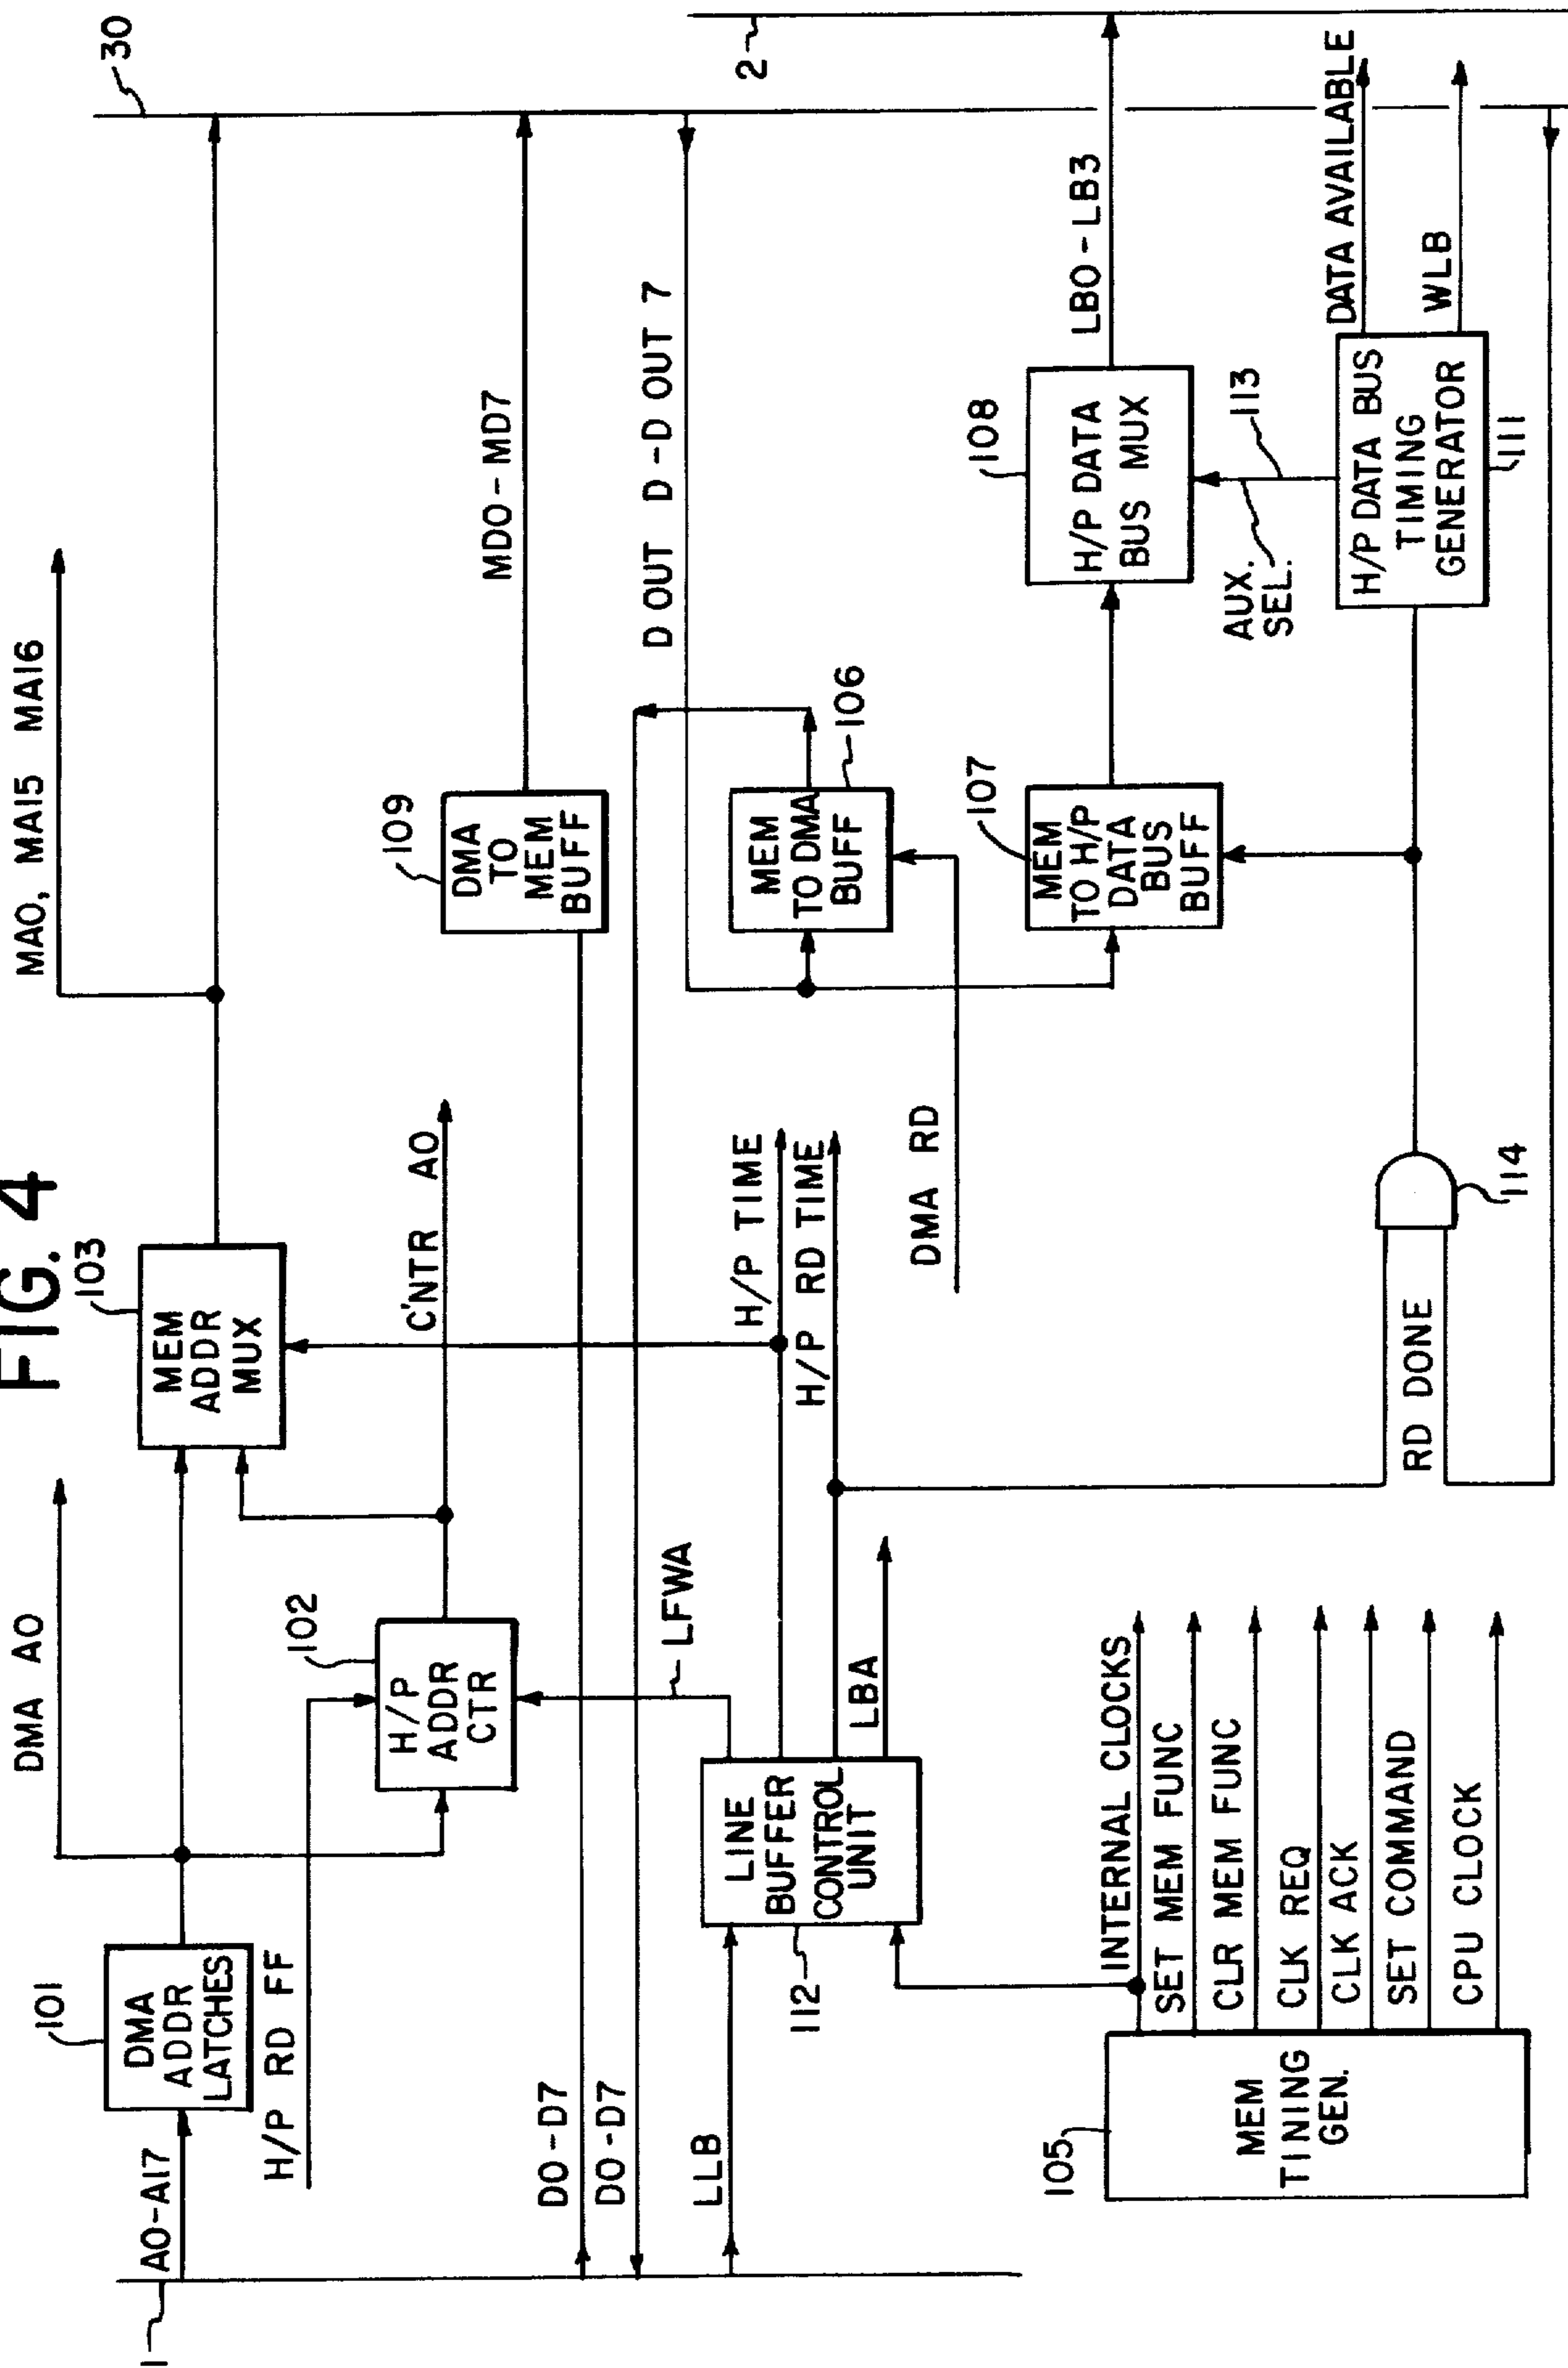 FIG. 4
1
A0-A17
101
DMA
ADDR
LATCHES
DMA A0
103
MEM
ADDR
MUX
MA0, MA15 MA16
30
H/P RD FF
102
H/P
ADDR
CTR
C'NTR A0
109
DMA
TO
MEM
BUFF
MD0-MD7
D0-D7
D0-D7
LFWA
D OUT D-D OUT 7
2
LLB
LINE
BUFFER
CONTROL
UNIT
112
H/P TIME
H/P RD TIME
LBA
MEM
TO DMA
BUFF
106
DMA RD
107
MEM
TO H/P
DATA
BUS
BUFF
108
H/P DATA
BUS MUX
LB0-LB3
AUX.
SEL.
113
105
MEM
TINING
GEN.
INTERNAL CLOCKS
SET MEM FUNC
CLR MEM FUNC
CLK REQ
CLK ACK
SET COMMAND
CPU CLOCK
RD DONE
114
H/P DATA BUS
TIMING
GENERATOR
111
DATA AVAILABLE
WLB